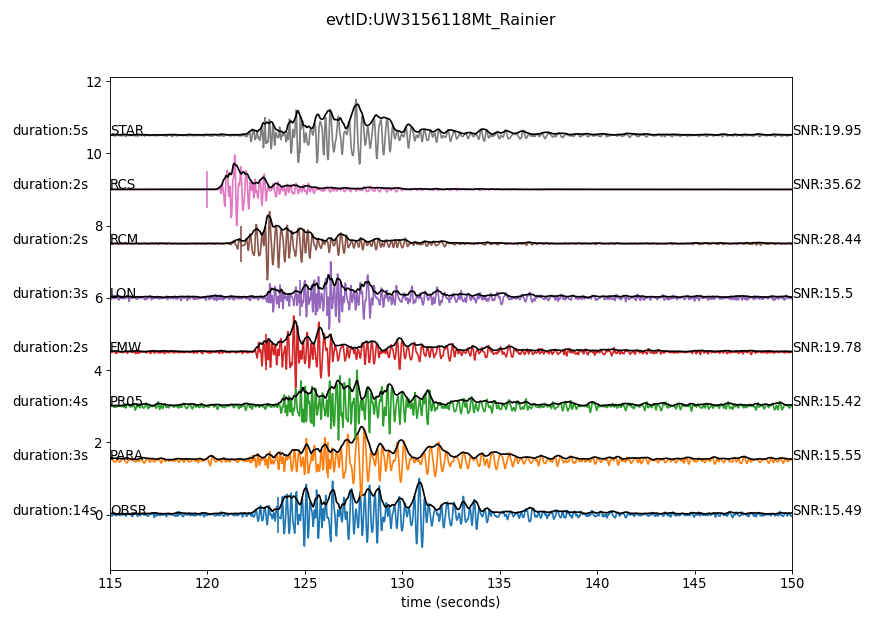 evtID:UW3156118Mt_Rainier
12
duration:5s STAR SNR:19.95
10
duration:2s RCS SNR:35.62
8
duration:2s RCM SNR:28.44
duration:3s LON SNR:15.5
6
duration:2s FMW SNR:19.78
4
duration:4s PR05 SNR:15.42
2
duration:3s PARA SNR:15.55
duration:14s OBSR SNR:15.49
0
115 120 125 130 135 140 145 150
time (seconds)